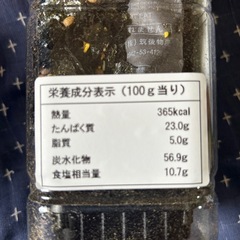 栄養成分表示(100g当り)
熱量 365kcal
たんぱく質 23.0g
脂質 5.0g
炭水化物 56.9g
食塩相当量 10.7g